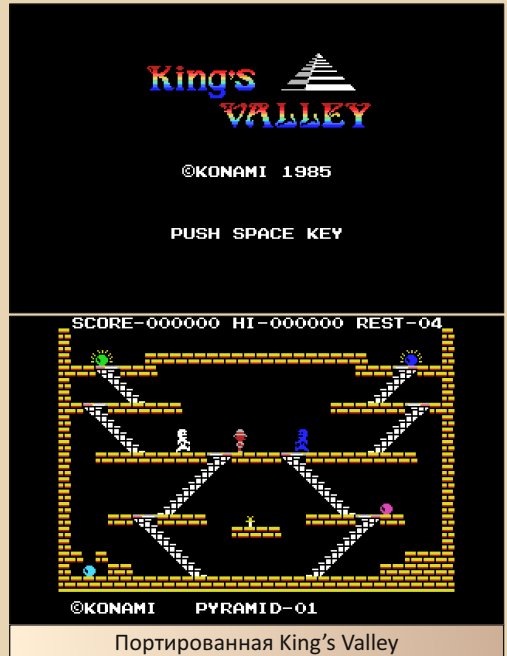 King's
VALLEY
©KONAMI 1985
PUSH SPACE KEY
SCORE-000000 HI-000000 REST-04
©KONAMI PYRAMID-01
Портированная King’s Valley